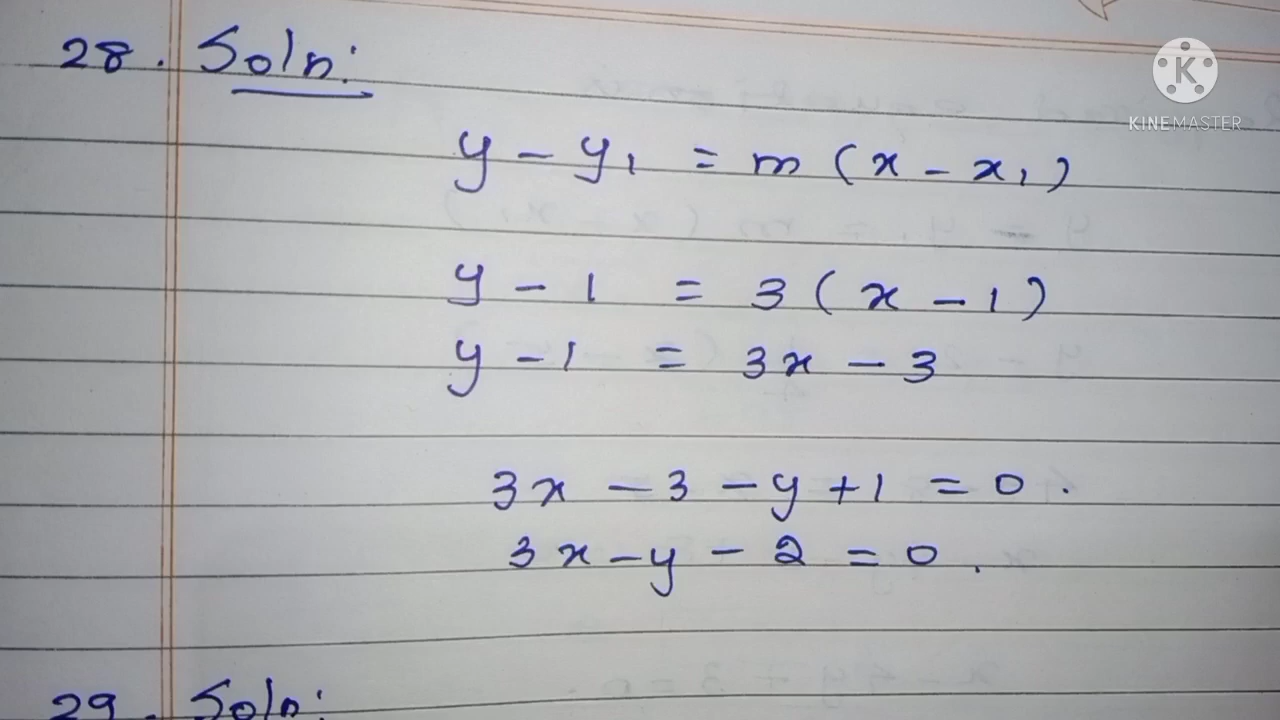 28. Soln:
KINEMASTER
y - y₁ = m (x - x₁)
y - 1 = 3 (x - 1)
y - 1 = 3x - 3
3x - 3 - y + 1 = 0.
3x - y - 2 = 0.
29. Soln: